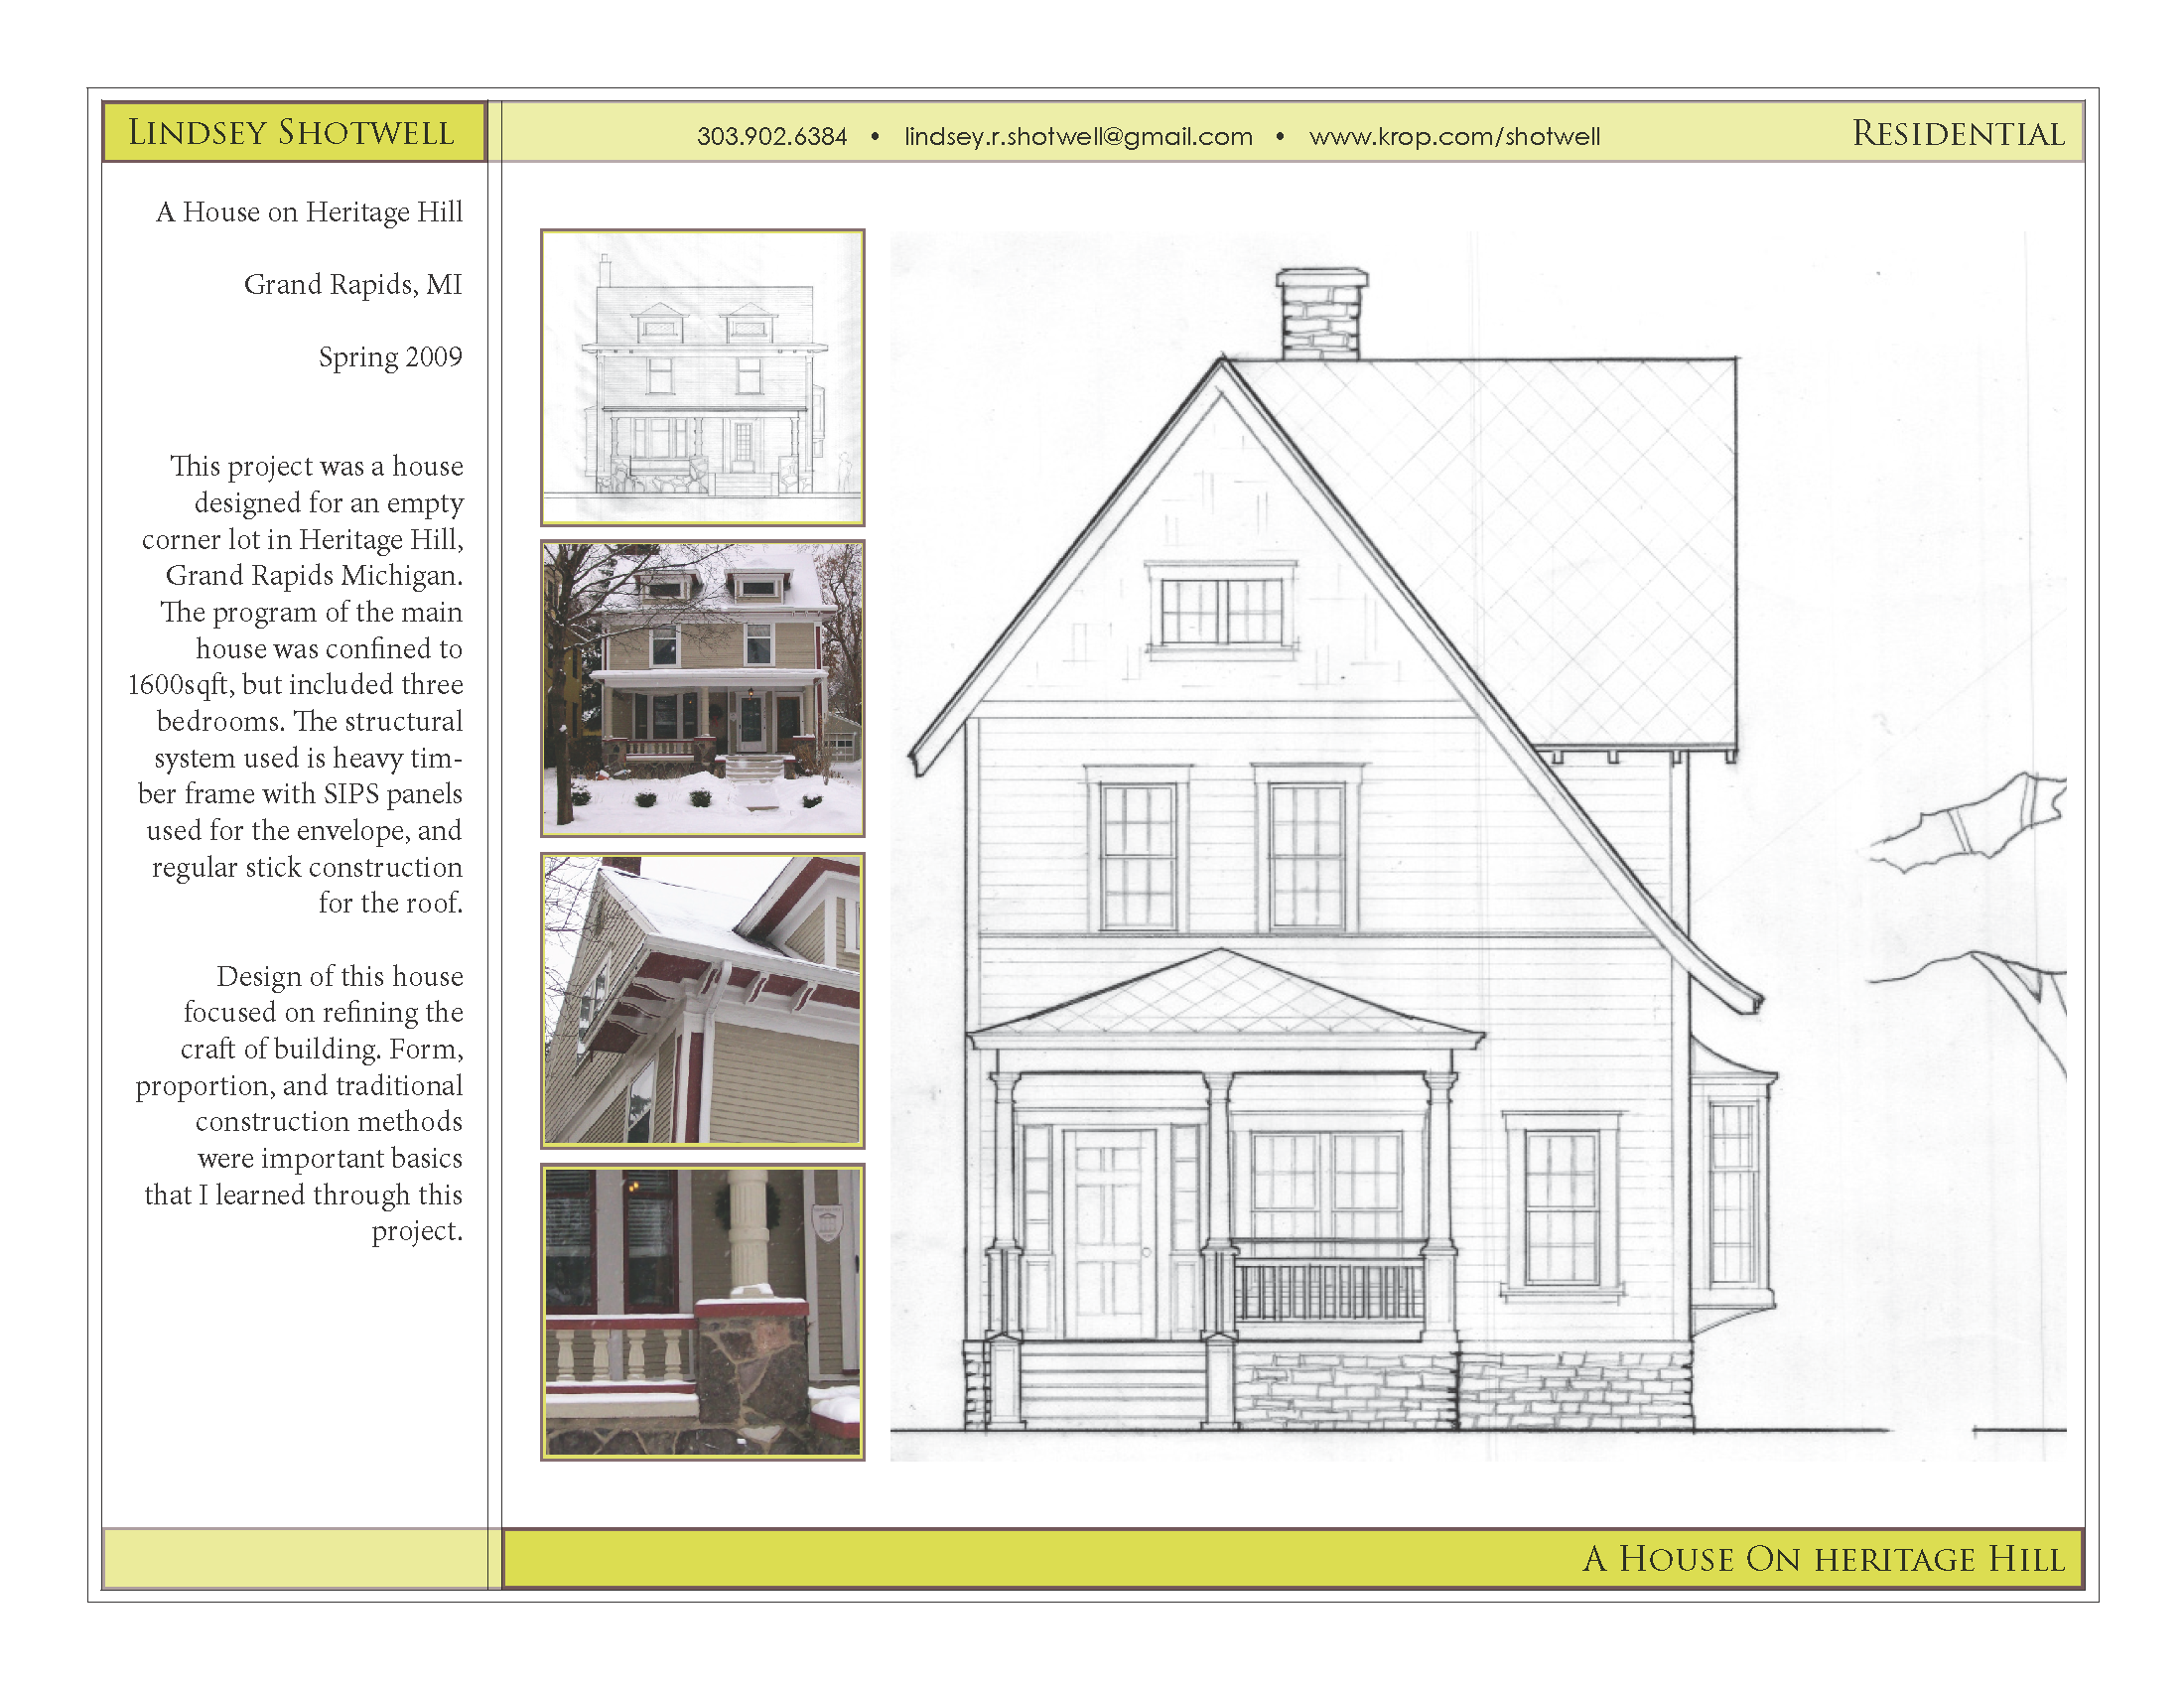 LINDSEY SHOTWELL
303.902.6384 • lindsey.r.shotwell@gmail.com • www.krop.com/shotwell
RESIDENTIAL
A House on Heritage Hill
Grand Rapids, MI
Spring 2009
This project was a house
designed for an empty
corner lot in Heritage Hill,
Grand Rapids Michigan.
The program of the main
house was confined to
1600sqft, but included three
bedrooms. The structural
system used is heavy tim-
ber frame with SIPS panels
used for the envelope, and
regular stick construction
for the roof.
Design of this house
focused on refining the
craft of building. Form,
proportion, and traditional
construction methods
were important basics
that I learned through this
project.
A HOUSE ON HERITAGE HILL